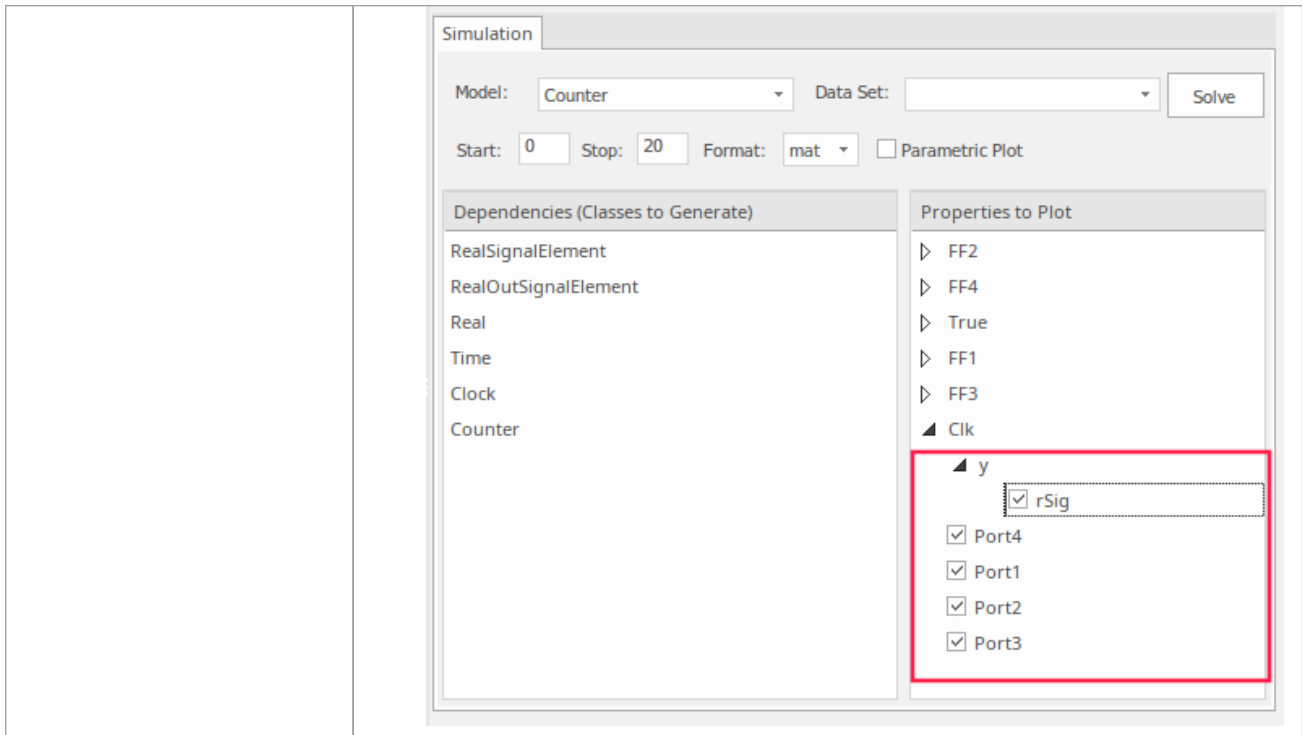 Simulation
Model: Counter Data Set: Solve
Start: 0 Stop: 20 Format: mat Parametric Plot
Dependencies (Classes to Generate)
RealSignalElement
RealOutSignalElement
Real
Time
Clock
Counter
Properties to Plot
FF2
FF4
True
FF1
FF3
Clk
y
rSig
Port4
Port1
Port2
Port3